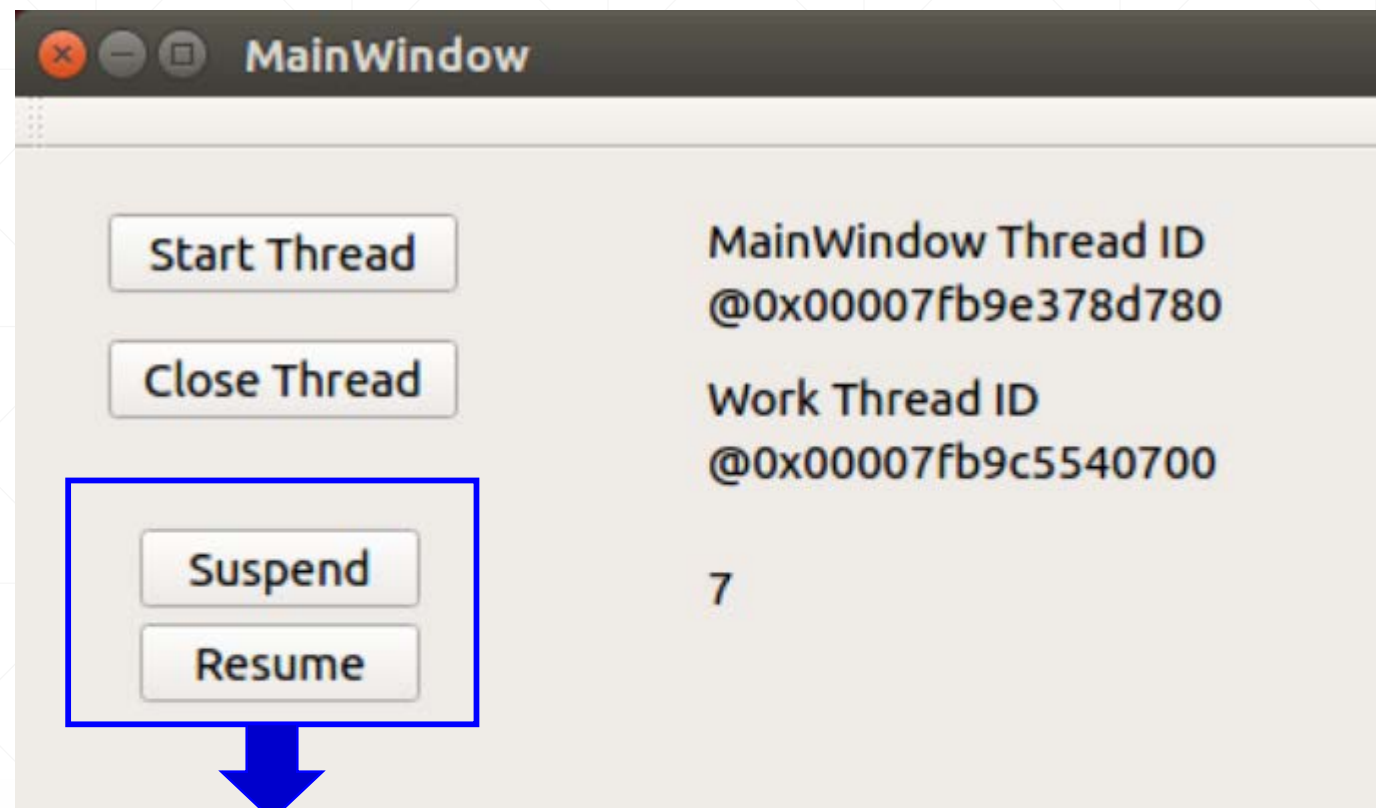 MainWindow
Start Thread
Close Thread
Suspend
Resume
MainWindow Thread ID
@0x00007fb9e378d780
Work Thread ID
@0x00007fb9c5540700
7